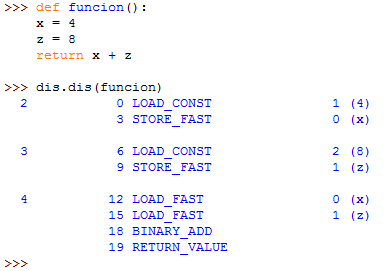 >>> def funcion():
    x = 4
    z = 8
    return x + z

>>> dis.dis(funcion)
  2           0 LOAD_CONST               1 (4)
              3 STORE_FAST               0 (x)

  3           6 LOAD_CONST               2 (8)
              9 STORE_FAST               1 (z)

  4          12 LOAD_FAST                0 (x)
             15 LOAD_FAST                1 (z)
             18 BINARY_ADD
             19 RETURN_VALUE
>>>